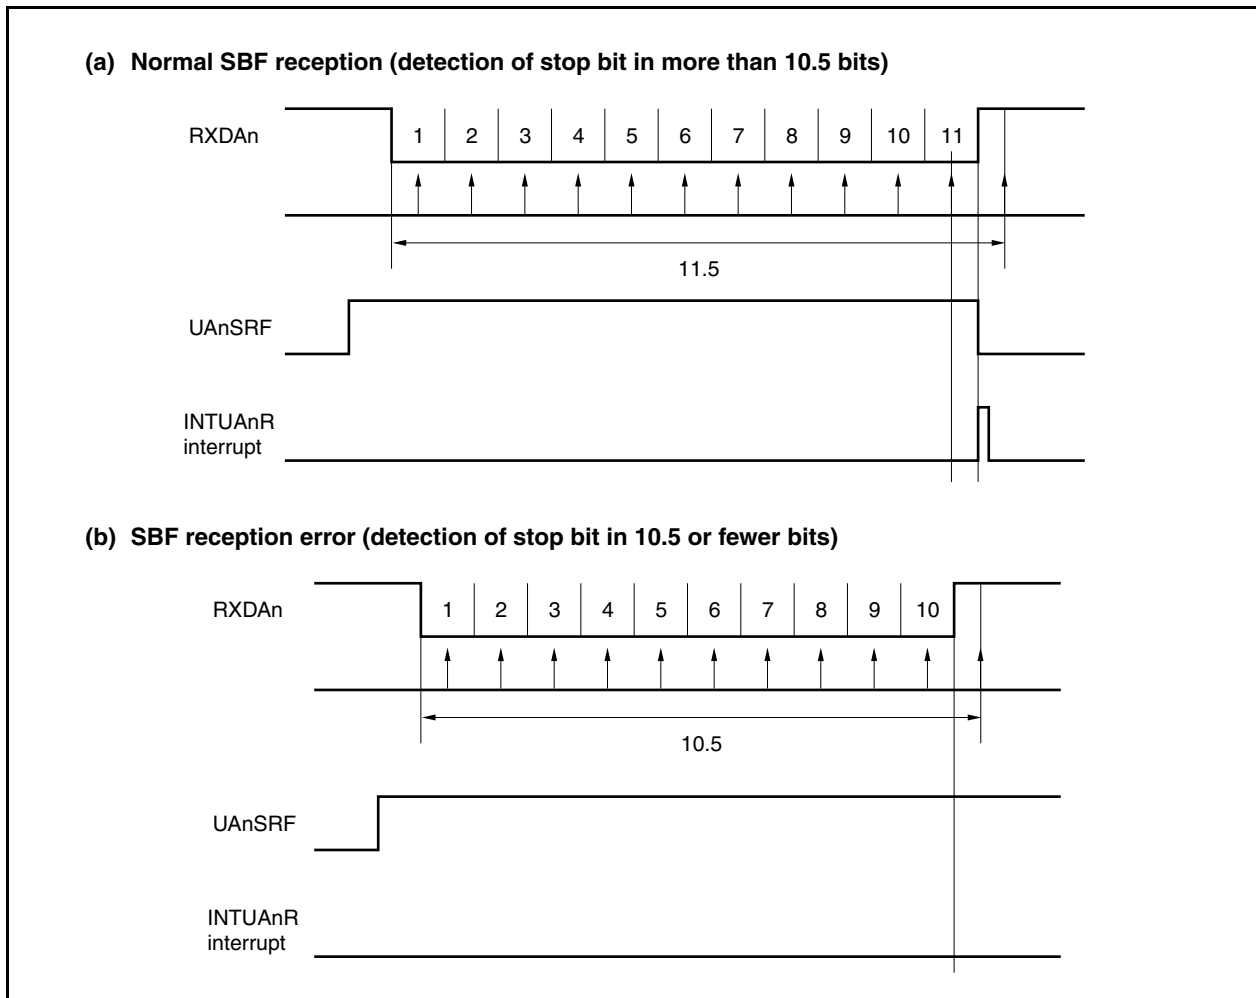 (a) Normal SBF reception (detection of stop bit in more than 10.5 bits)
RXDAn
1 2 3 4 5 6 7 8 9 10 11
11.5
UAnSRF
INTUAnR
interrupt
(b) SBF reception error (detection of stop bit in 10.5 or fewer bits)
RXDAn
1 2 3 4 5 6 7 8 9 10
10.5
UAnSRF
INTUAnR
interrupt